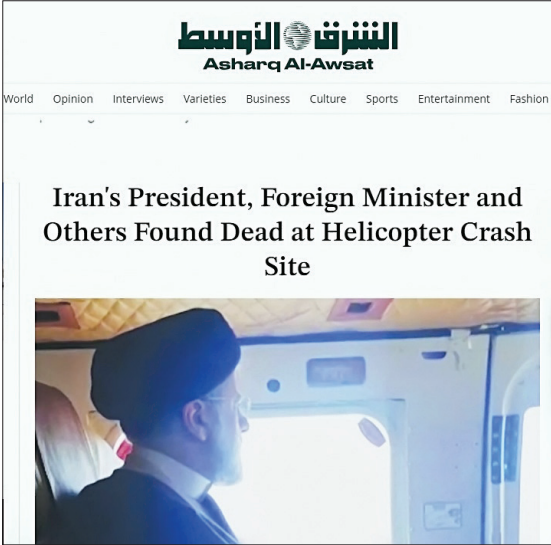 الشرق الأوسط
Asharq Al-Awsat
World Opinion Interviews Varieties Business Culture Sports Entertainment Fashion
Iran's President, Foreign Minister and
Others Found Dead at Helicopter Crash
Site